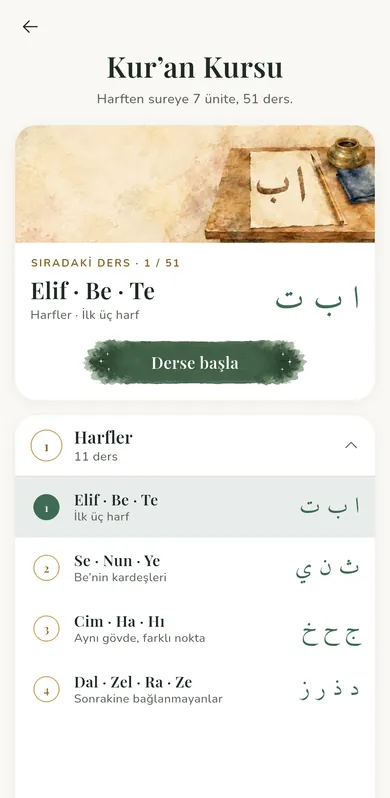 Kur’an Kursu
Harften sureye 7 ünite, 51 ders.
اب
SIRADAKİ DERS · 1 / 51
Elif · Be · Te
ا ب ت
Harfler · İlk üç harf
Derse başla
1
Harfler
11 ders
1
Elif · Be · Te
İlk üç harf
ا ب ت
2
Se · Nun · Ye
Be’nin kardeşleri
ث ن ي
3
Cim · Ha · Hı
Aynı gövde, farklı nokta
ج ح خ
4
Dal · Zel · Ra · Ze
Sonrakine bağlanmayanlar
د ذ ر ز